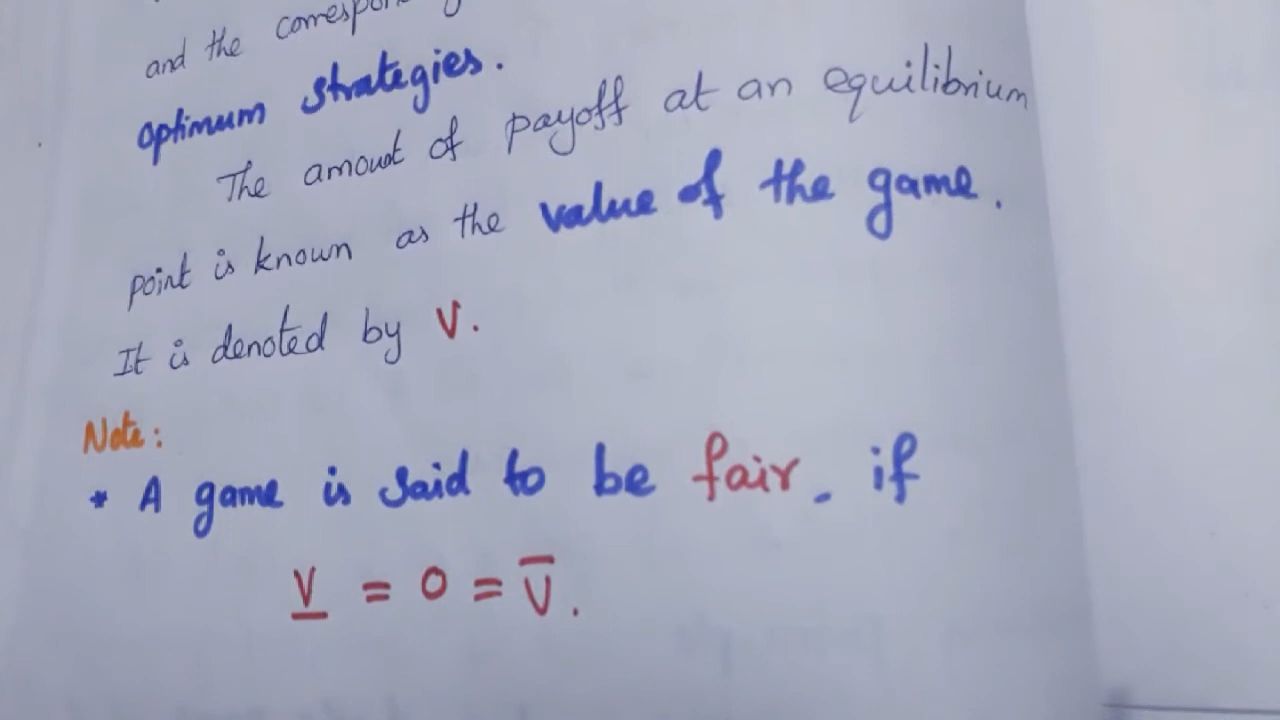 and the
optimum strategies.
The amount of payoff at an equilibrium
point is known as the value of the game.
It is denoted by V.
Note:
* A game is said to be fair. if
V = 0 = V̅.